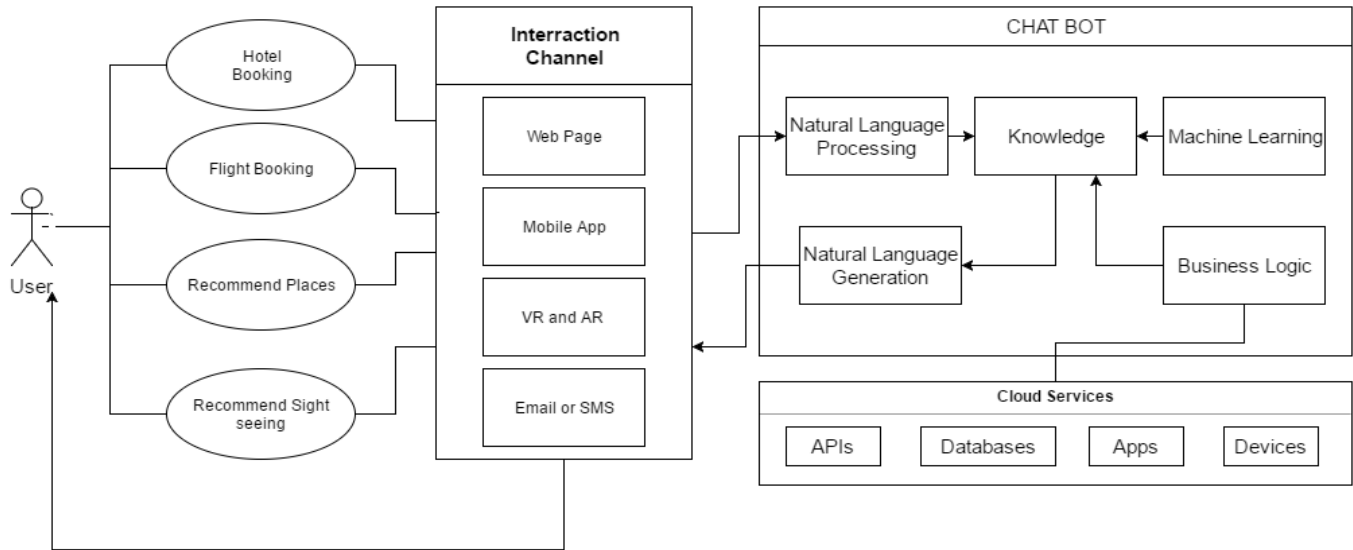 User
Hotel
Booking
Flight Booking
Recommend Places
Recommend Sight
seeing
Interraction
Channel
Web Page
Mobile App
VR and AR
Email or SMS
CHAT BOT
Natural Language
Processing
Knowledge
Machine Learning
Natural Language
Generation
Business Logic
Cloud Services
APIs
Databases
Apps
Devices